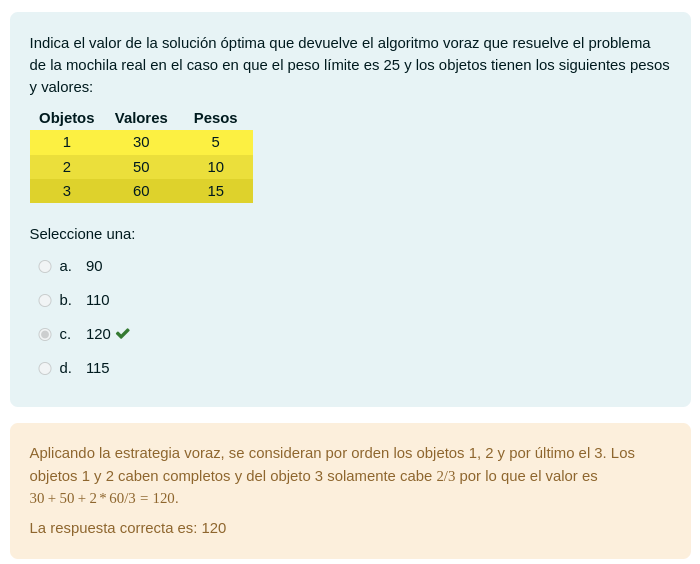 Indica el valor de la solución óptima que devuelve el algoritmo voraz que resuelve el problema
de la mochila real en el caso en que el peso límite es 25 y los objetos tienen los siguientes pesos
y valores:
Objetos Valores Pesos
1 30 5
2 50 10
3 60 15
Seleccione una:
a. 90
b. 110
c. 120 ✔
d. 115
Aplicando la estrategia voraz, se consideran por orden los objetos 1, 2 y por último el 3. Los
objetos 1 y 2 caben completos y del objeto 3 solamente cabe 2/3 por lo que el valor es
30 + 50 + 2 * 60/3 = 120.
La respuesta correcta es: 120